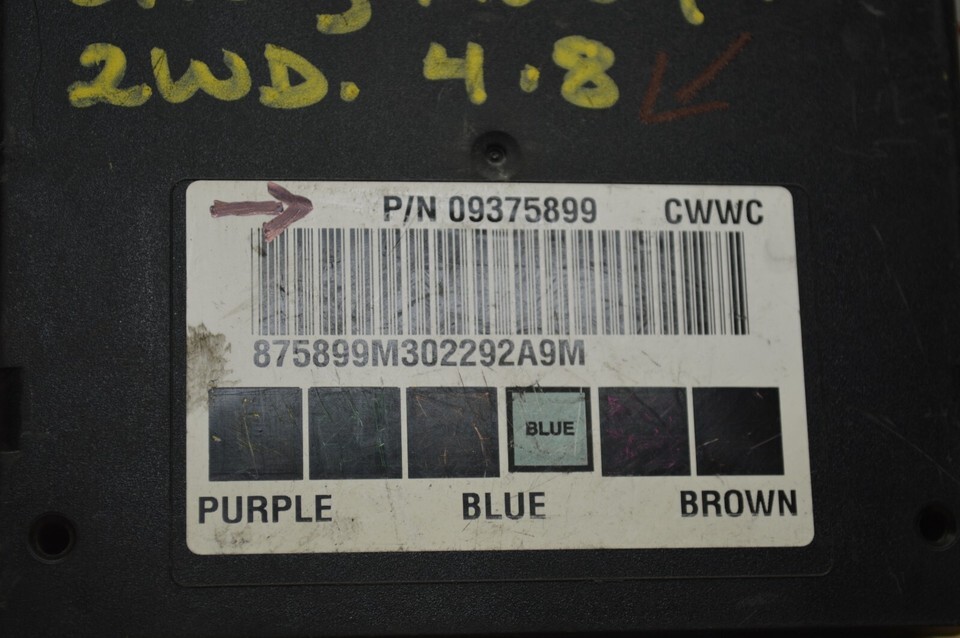 2WD. 4.8
P/N 09375899 CWWC
875899M302292A9M
BLUE
PURPLE BLUE BROWN